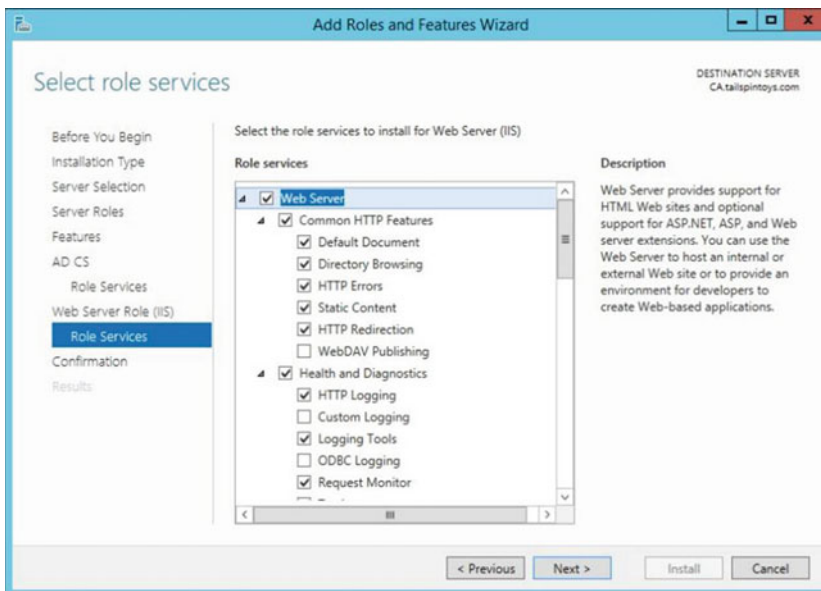 Add Roles and Features Wizard
Select role services
DESTINATION SERVER
CA.tailspintoys.com
Before You Begin
Installation Type
Server Selection
Server Roles
Features
AD CS
Role Services
Web Server Role (IIS)
Role Services
Confirmation
Results
Select the role services to install for Web Server (IIS)
Role services
Web Server
Common HTTP Features
Default Document
Directory Browsing
HTTP Errors
Static Content
HTTP Redirection
WebDAV Publishing
Health and Diagnostics
HTTP Logging
Custom Logging
Logging Tools
ODBC Logging
Request Monitor
Description
Web Server provides support for
HTML Web sites and optional
support for ASP.NET, ASP, and Web
server extensions. You can use the
Web Server to host an internal or
external Web site or to provide an
environment for developers to
create Web-based applications.
< Previous
Next >
Install
Cancel